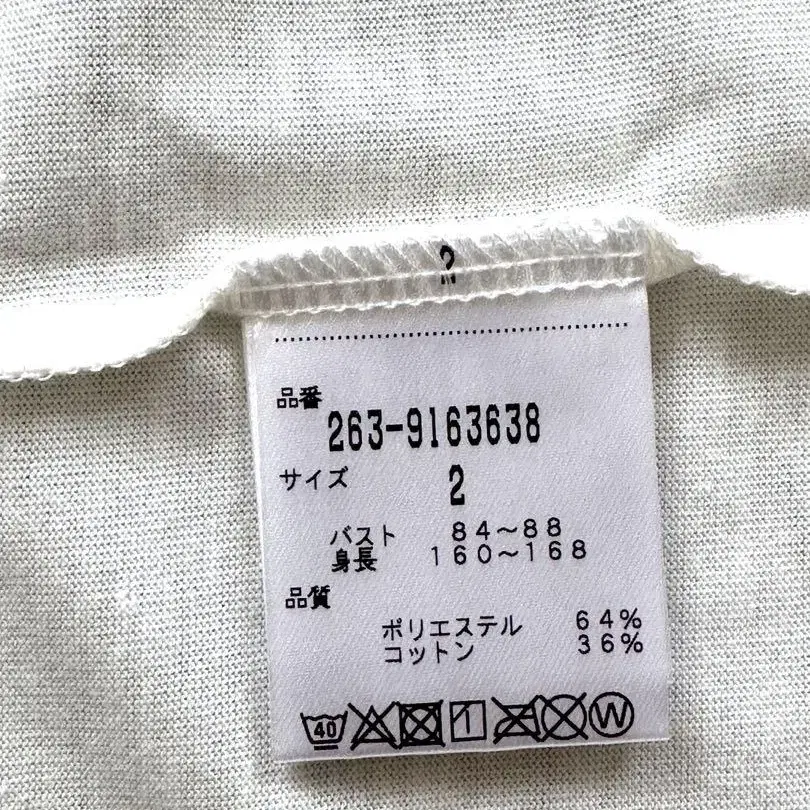 2
品番
263-9163638
サイズ
2
バスト 84~88
身長 160~168
品質
ポリエステル 64%
コットン 36%
40 W